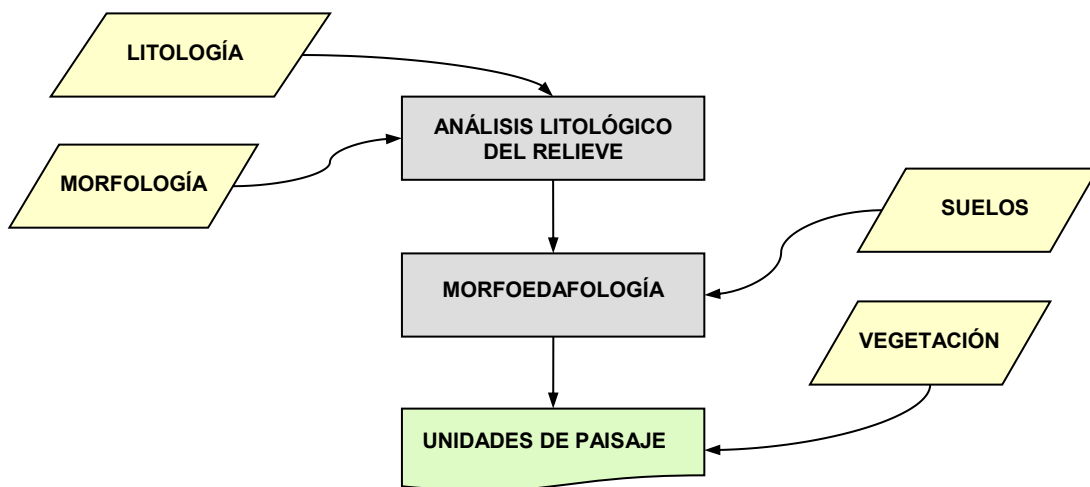 LITOLOGÍA
ANÁLISIS LITOLÓGICO
DEL RELIEVE
MORFOLOGÍA
SUELOS
MORFOEDAFOLOGÍA
VEGETACIÓN
UNIDADES DE PAISAJE